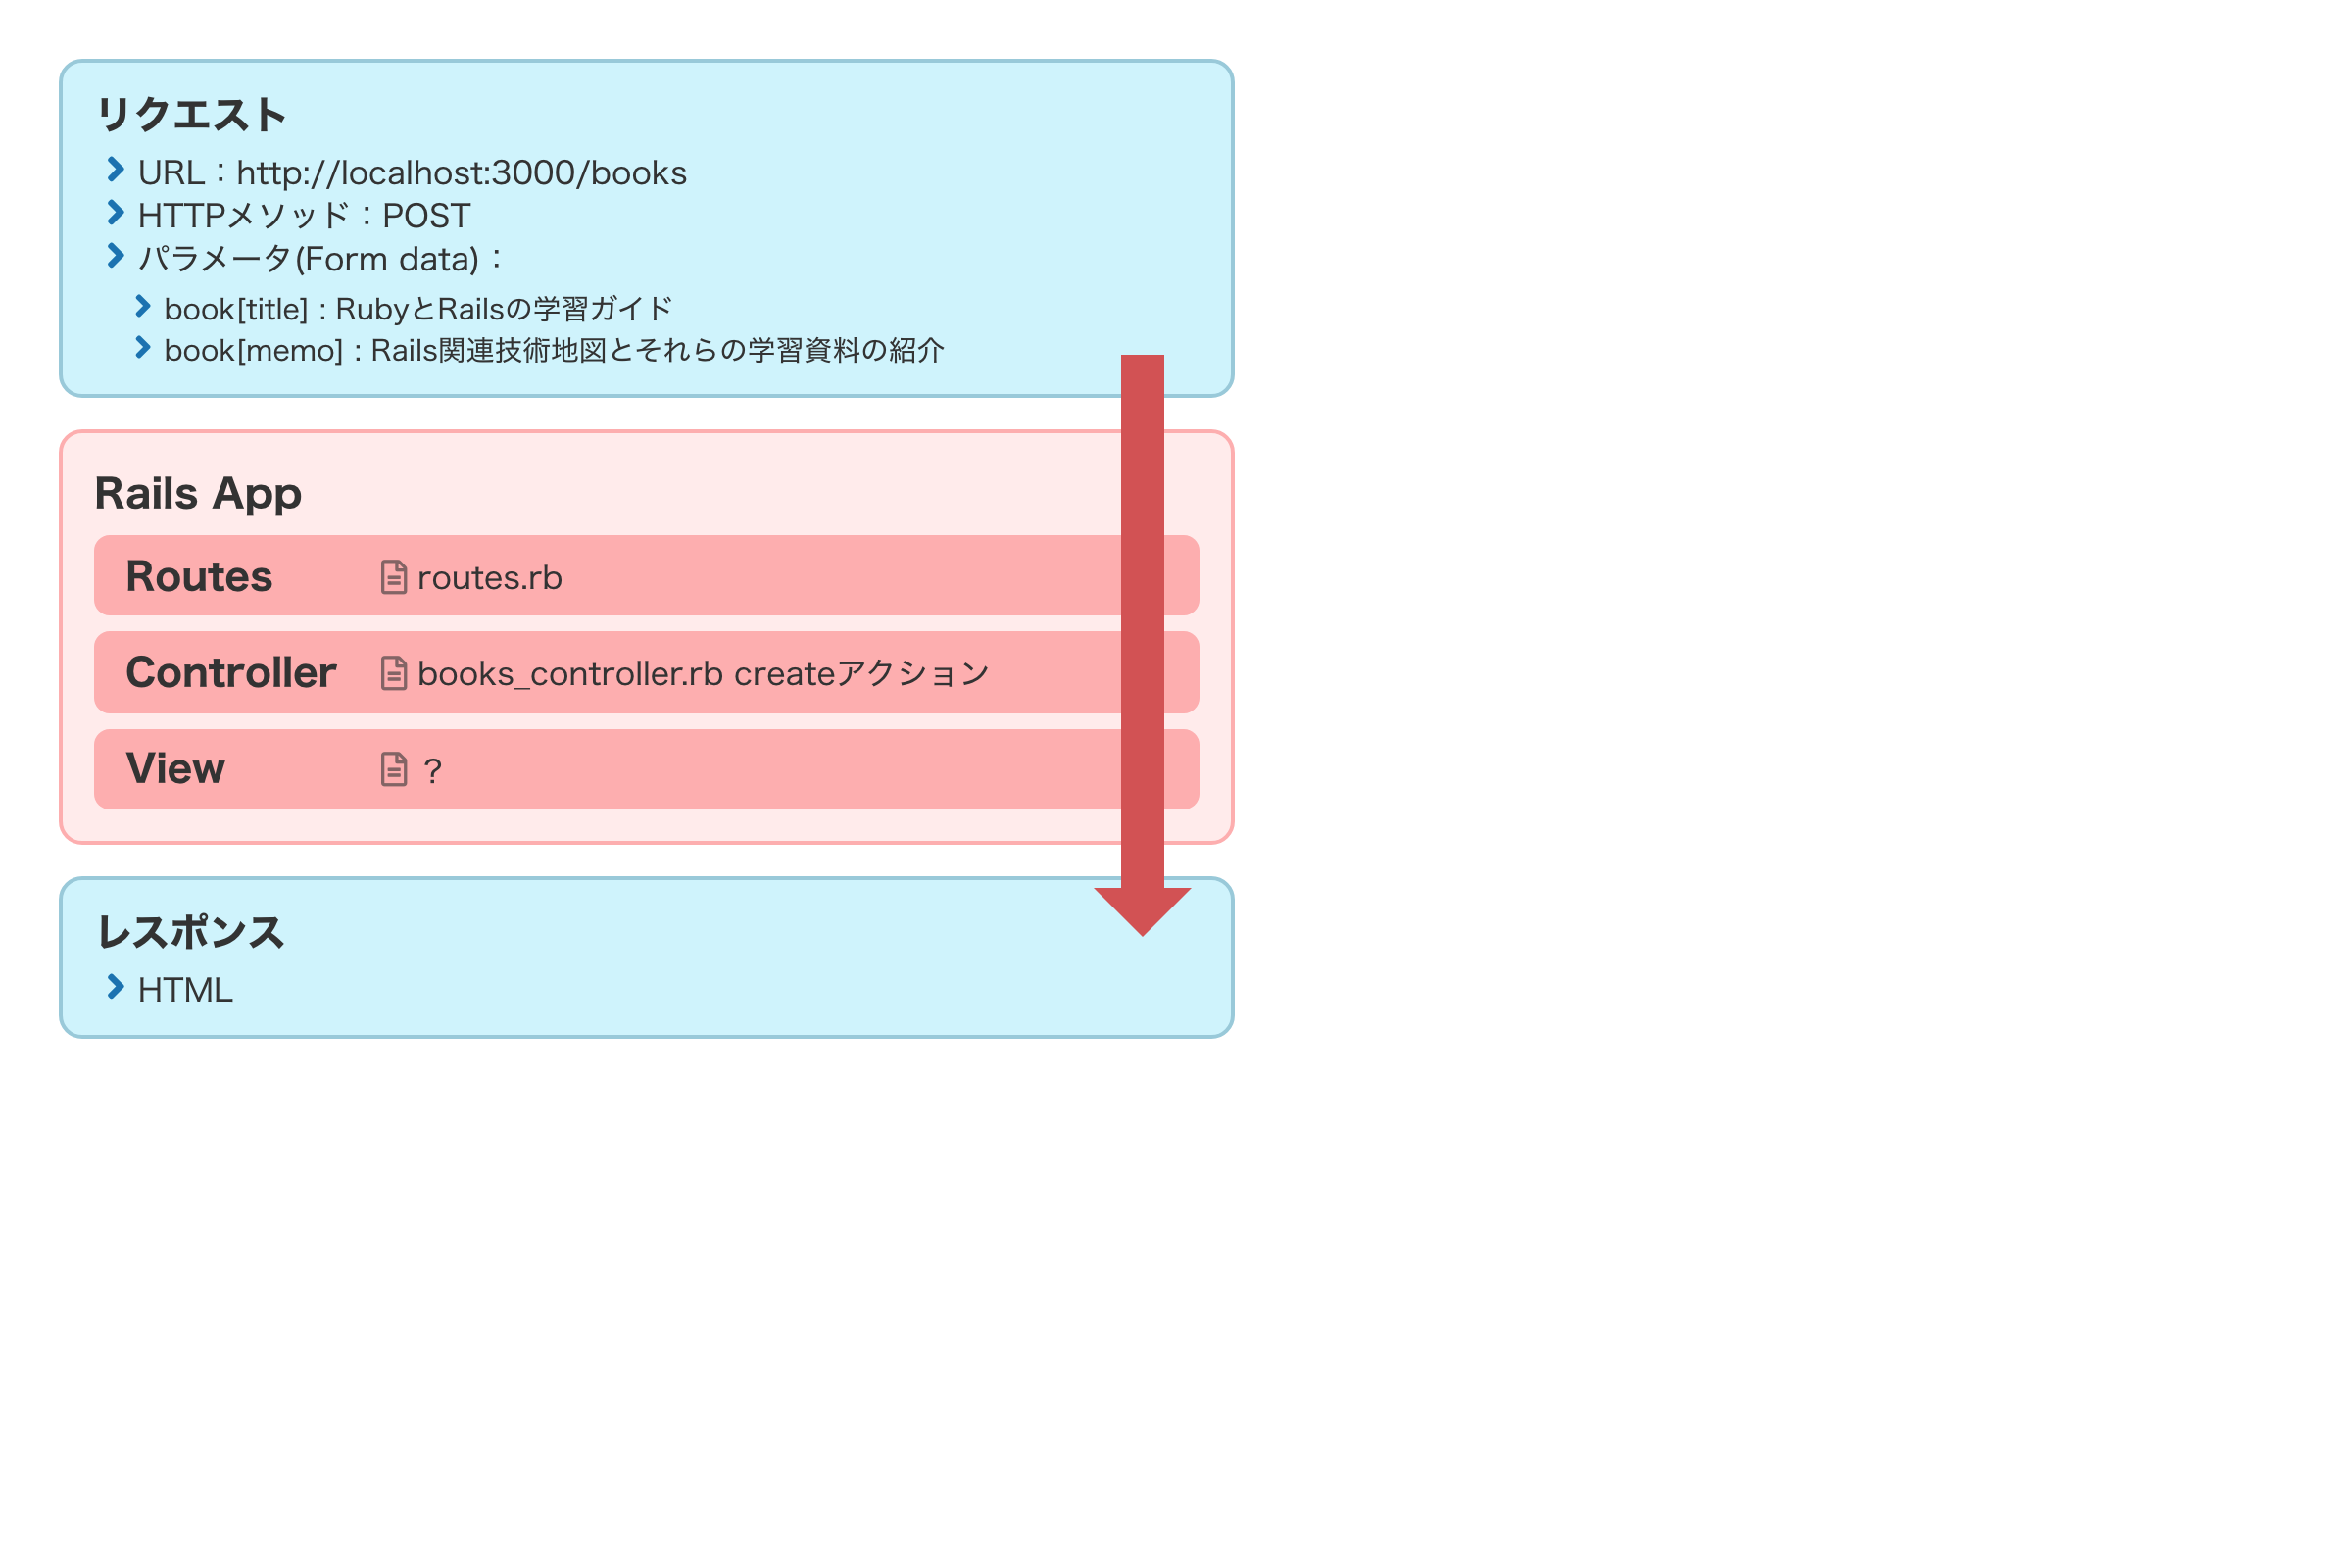 リクエスト
URL：http://localhost:3000/books
HTTPメソッド：POST
パラメータ(Form data)：
book[title] : RubyとRailsの学習ガイド
book[memo] : Rails関連技術地図とそれらの学習資料の紹介
Rails App
Routes routes.rb
Controller books_controller.rb createアクション
View ?
レスポンス
HTML